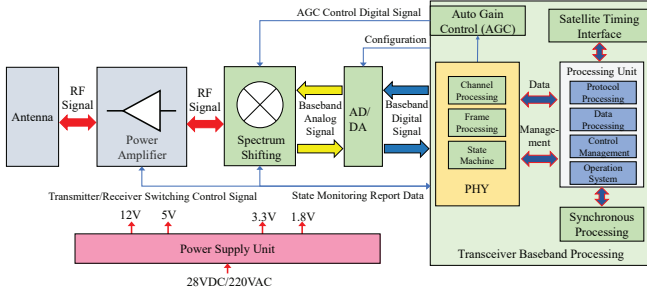 AGC Control Digital Signal
Auto Gain
Control (AGC)
Satellite Timing
Interface
Configuration
Antenna
RF
Signal
Power
Amplifier
RF
Signal
Spectrum
Shifting
Baseband
Analog
Signal
AD/
DA
Baseband
Digital
Signal
Channel
Processing
Frame
Processing
State
Machine
PHY
Data
Manage-
ment
Processing Unit
Protocol
Processing
Data
Processing
Control
Management
Operation
System
Synchronous
Processing
Transceiver Baseband Processing
Transmitter/Receiver Switching Control Signal
State Monitoring Report Data
12V
5V
3.3V
1.8V
Power Supply Unit
28VDC/220VAC